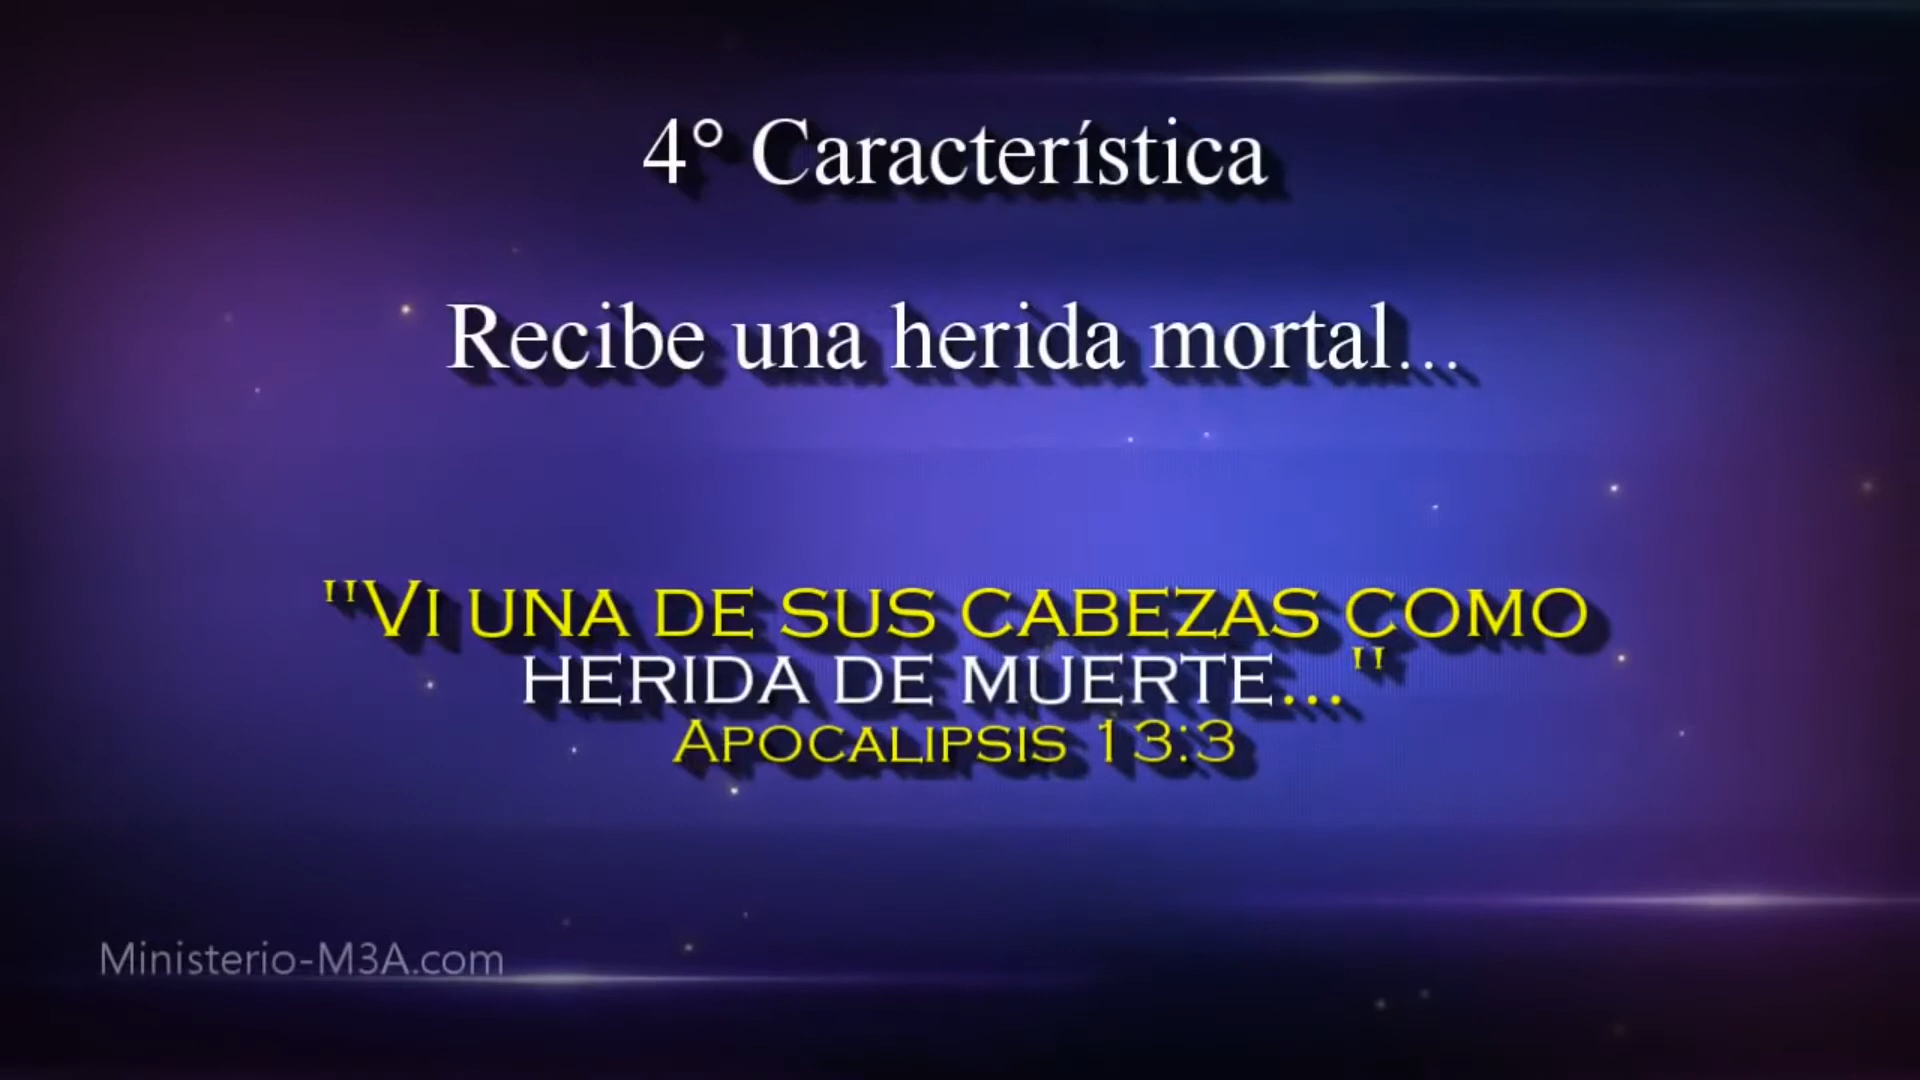 4° Característica
Recibe una herida mortal...
"Vi una de sus cabezas como
herida de muerte..."
Apocalipsis 13:3
Ministerio-M3A.com